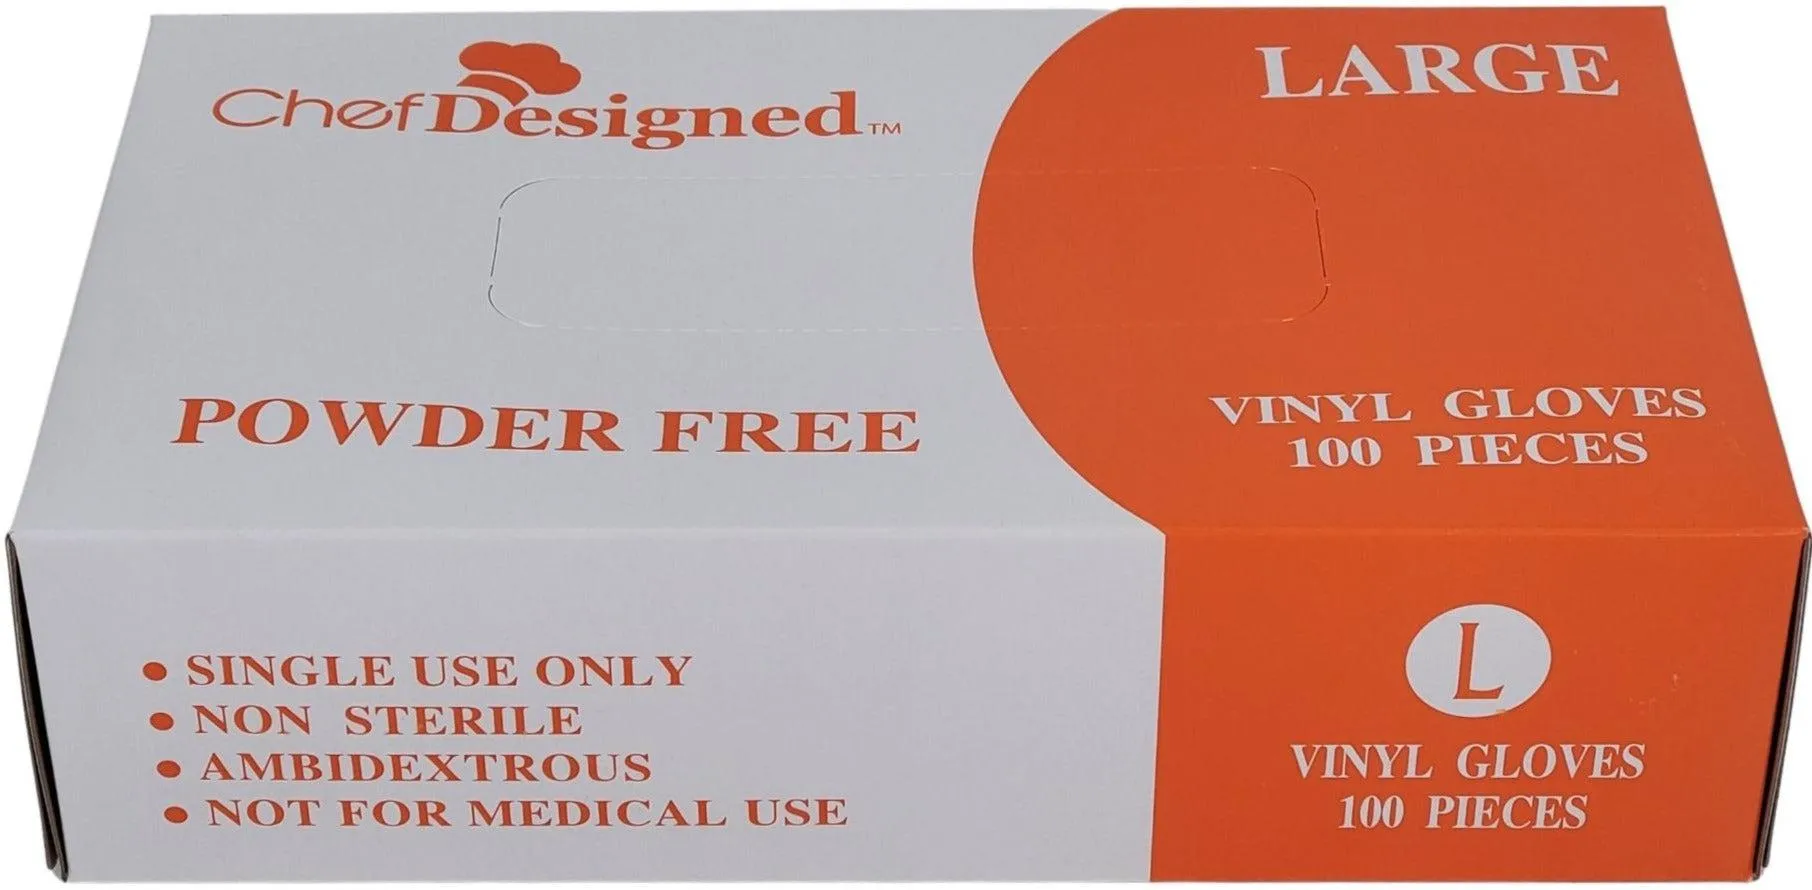 ChefDesigned™
LARGE
POWDER FREE
VINYL GLOVES
100 PIECES
• SINGLE USE ONLY
• NON STERILE
• AMBIDEXTROUS
• NOT FOR MEDICAL USE
L
VINYL GLOVES
100 PIECES